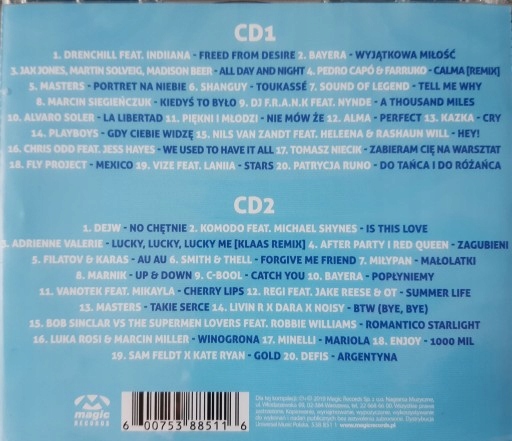 CD1
1. DRENCHILL FEAT. INDIIANA - FREED FROM DESIRE 2. BAYERA - WYJĄTKOWA MIŁOŚĆ
3. JAX JONES, MARTIN SOLVEIG, MADISON BEER - ALL DAY AND NIGHT 4. PEDRO CAPÓ & FARRUKO - CALMA [REMIX]
5. MASTERS - PORTRET NA NIEBIE 6. SHANGUY - TOUKASSÉ 7. SOUND OF LEGEND - TELL ME WHY
8. MARCIN SIEGIEŃCZUK - KIEDYŚ TO BYŁO 9. DJ F.R.A.N.K FEAT. NYNDE - A THOUSAND MILES
10. ALVARO SOLER - LA LIBERTAD 11. PIĘKNI I MŁODZI - NIE MÓW ŻE 12. ALMA - PERFECT 13. KAZKA - CRY
14. PLAYBOYS - GDY CIEBIE WIDZĘ 15. NILS VAN ZANDT FEAT. HELEENA & RASHAUN WILL - HEY!
16. CHRIS ODD FEAT. JESS HAYES - WE USED TO HAVE IT ALL 17. TOMASZ NIECIK - ZABIERAM CIĘ NA WARSZTAT
18. FLY PROJECT - MEXICO 19. VIZE FEAT. LANIIA - STARS 20. PATRYCJA RUNO - DO TAŃCA I DO RÓŻAŃCA
CD2
1. DEJW - NO CHĘTNIE 2. KOMODO FEAT. MICHAEL SHYNES - IS THIS LOVE
3. ADRIENNE VALERIE - LUCKY, LUCKY, LUCKY ME [KLAAS REMIX] 4. AFTER PARTY I RED QUEEN - ZAGUBIENI
5. FILATOV & KARAS - AU AU 6. SMITH & THELL - FORGIVE ME FRIEND 7. MIŁYPAN - MAŁOLATKI
8. MARNIK - UP & DOWN 9. C-BOOL - CATCH YOU 10. BAYERA - POPŁYNIEMY
11. VANOTEK FEAT. MIKAYLA - CHERRY LIPS 12. REGI FEAT. JAKE REESE & OT - SUMMER LIFE
13. MASTERS - TAKIE SERCE 14. LIVIN R X DARA X NOISY - BTW (BYE, BYE)
15. BOB SINCLAR VS THE SUPERMEN LOVERS FEAT. ROBBIE WILLIAMS - ROMANTICO STARLIGHT
16. LUKA ROSI & MARCIN MILLER - WINOGRONA 17. MINELLI - MARIOLA 18. ENJOY - 1000 MIL
19. SAM FELDT X KATE RYAN - GOLD 20. DEFIS - ARGENTYNA
magic
RECORDS
6 00753 88511 6